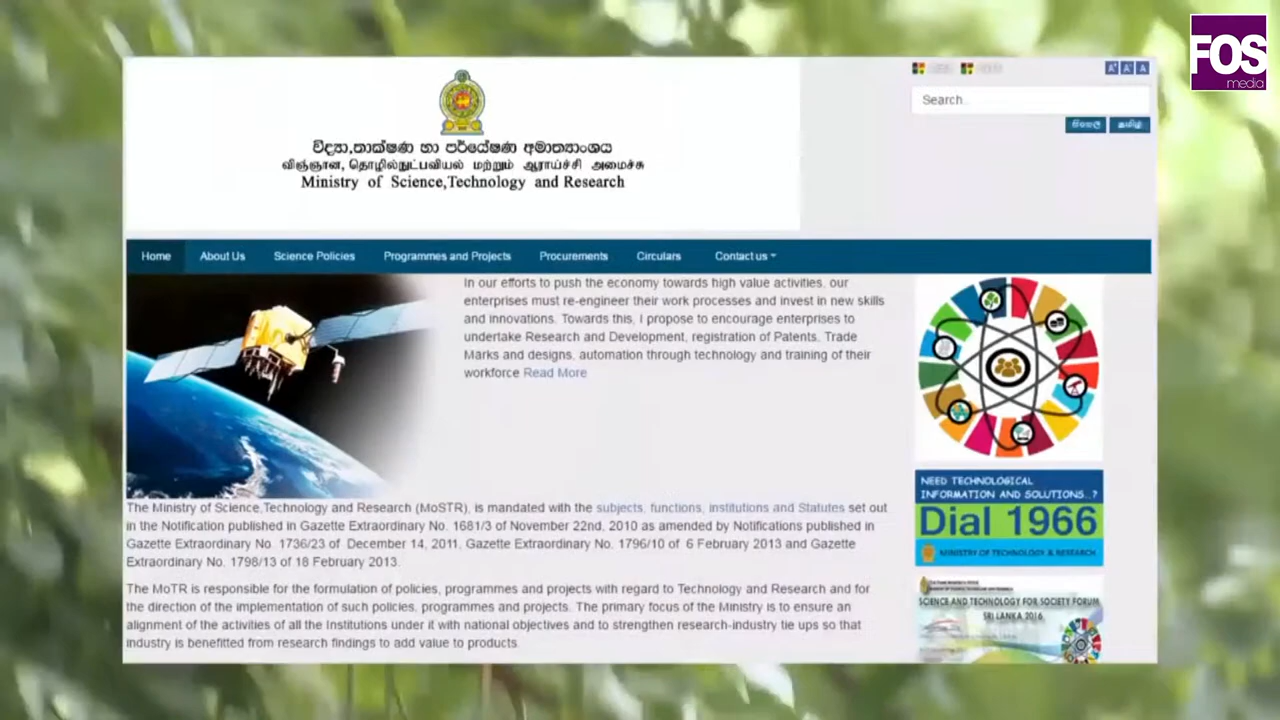 FOS
media
A+ A- A
Search..
සිංහල தமிழ்
විද්‍යා,තාක්ෂණ හා පර්යේෂණ අමාත්‍යාංශය
விஞ்ஞான, தொழில்நுட்பவியல் மற்றும் ஆராய்ச்சி அமைச்சு
Ministry of Science,Technology and Research
Home About Us Science Policies Programmes and Projects Procurements Circulars Contact us
In our efforts to push the economy towards high value activities, our
enterprises must re-engineer their work processes and invest in new skills
and innovations. Towards this, I propose to encourage enterprises to
undertake Research and Development, registration of Patents, Trade
Marks and designs, automation through technology and training of their
workforce Read More
The Ministry of Science,Technology and Research (MoSTR), is mandated with the subjects, functions, institutions and Statutes set out
in the Notification published in Gazette Extraordinary No. 1681/3 of November 22nd, 2010 as amended by Notifications published in
Gazette Extraordinary No. 1736/23 of December 14, 2011, Gazette Extraordinary No. 1796/10 of 6 February 2013 and Gazette
Extraordinary No. 1798/13 of 18 February 2013.
The MoTR is responsible for the formulation of policies, programmes and projects with regard to Technology and Research and for
the direction of the implementation of such policies, programmes and projects. The primary focus of the Ministry is to ensure an
alignment of the activities of all the Institutions under it with national objectives and to strengthen research-industry tie ups so that
industry is benefitted from research findings to add value to products.
NEED TECHNOLOGICAL
INFORMATION AND SOLUTIONS..?
Dial 1966
MINISTRY OF TECHNOLOGY & RESEARCH
SCIENCE AND TECHNOLOGY FOR SOCIETY FORUM
SRI LANKA 2016